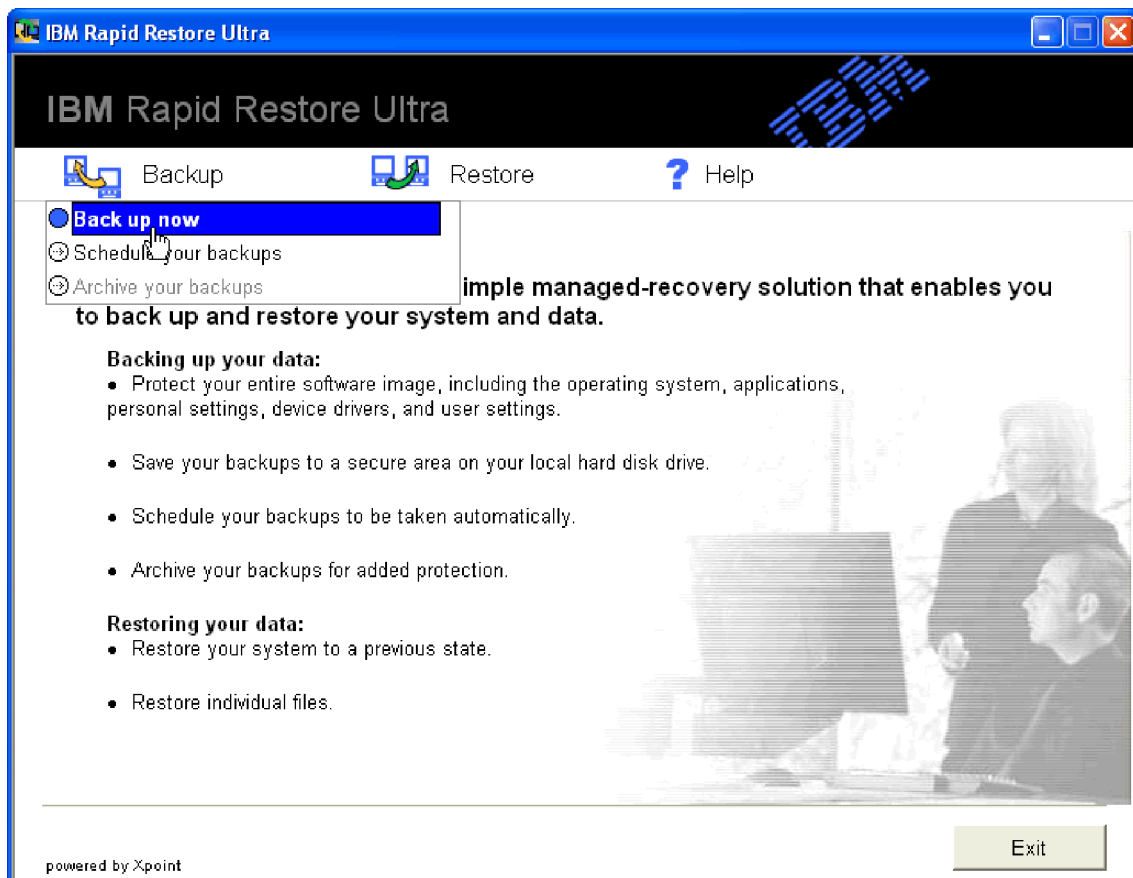 IBM Rapid Restore Ultra
IBM Rapid Restore Ultra
IBM
Backup Restore ? Help
Back up now
Schedule your backups
Archive your backups
imple managed-recovery solution that enables you
to back up and restore your system and data.
Backing up your data:
• Protect your entire software image, including the operating system, applications,
personal settings, device drivers, and user settings.
• Save your backups to a secure area on your local hard disk drive.
• Schedule your backups to be taken automatically.
• Archive your backups for added protection.
Restoring your data:
• Restore your system to a previous state.
• Restore individual files.
Exit
powered by Xpoint